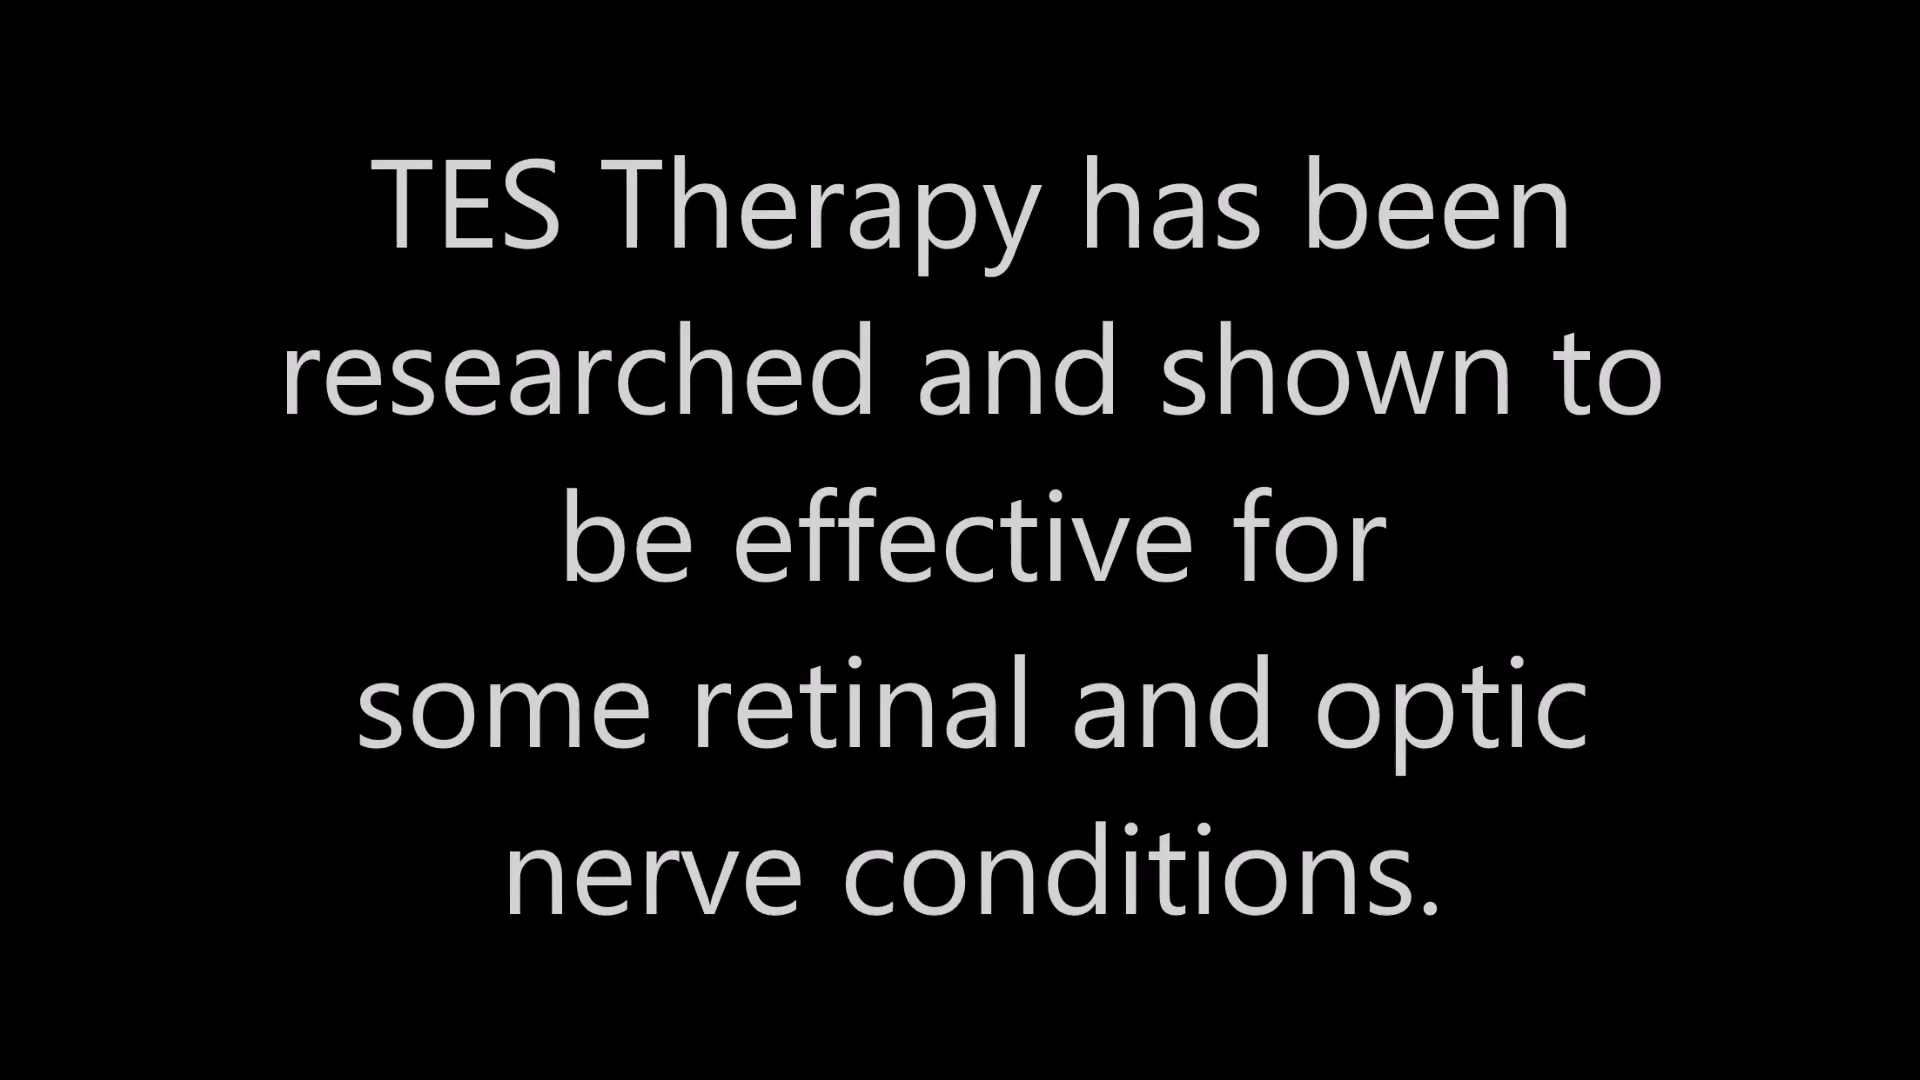 TES Therapy has been
researched and shown to
be effective for
some retinal and optic
nerve conditions.